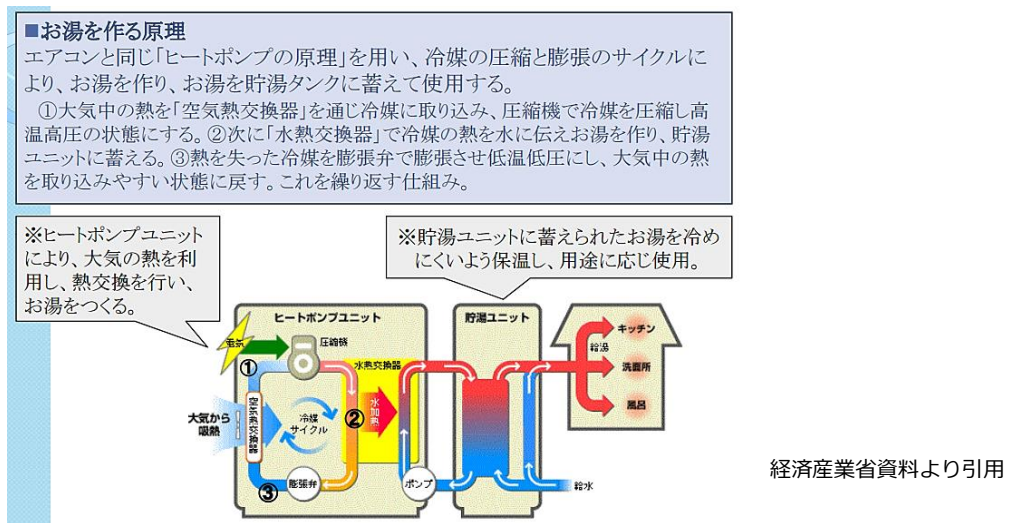 ■お湯を作る原理
エアコンと同じ「ヒートポンプの原理」を用い、冷媒の圧縮と膨張のサイクルに
より、お湯を作り、お湯を貯湯タンクに蓄えて使用する。
①大気中の熱を「空気熱交換器」を通じ冷媒に取り込み、圧縮機で冷媒を圧縮し高
温高圧の状態にする。②次に「水熱交換器」で冷媒の熱を水に伝えお湯を作り、貯湯
ユニットに蓄える。③熱を失った冷媒を膨張弁で膨張させ低温低圧にし、大気中の熱
を取り込みやすい状態に戻す。これを繰り返す仕組み。
※ヒートポンプユニット
により、大気の熱を利
用し、熱交換を行い、
お湯をつくる。
※貯湯ユニットに蓄えられたお湯を冷め
にくいよう保温し、用途に応じ使用。
ヒートポンプユニット
貯湯ユニット
電気
圧縮機
水熱交換器
①
大気から
吸熱
空気熱交換器
冷媒
サイクル
②
水加熱
③
膨張弁
ポンプ
給水
給湯
キッチン
洗面所
風呂
経済産業省資料より引用